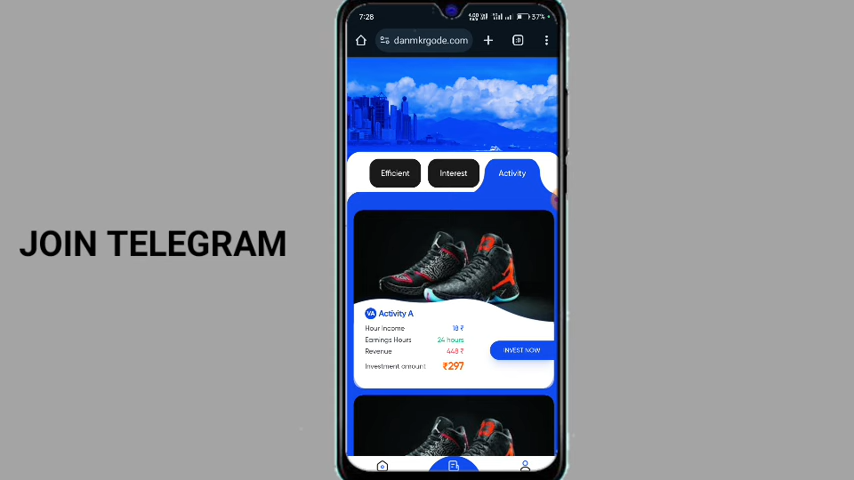 7:28
37%
danmkrgode.com
Efficient
Interest
Activity
JOIN TELEGRAM
VA Activity A
Hour Income 18 ₹
Earnings Hours 24 hours
Revenue 448 ₹
INVEST NOW
Investment amount ₹297